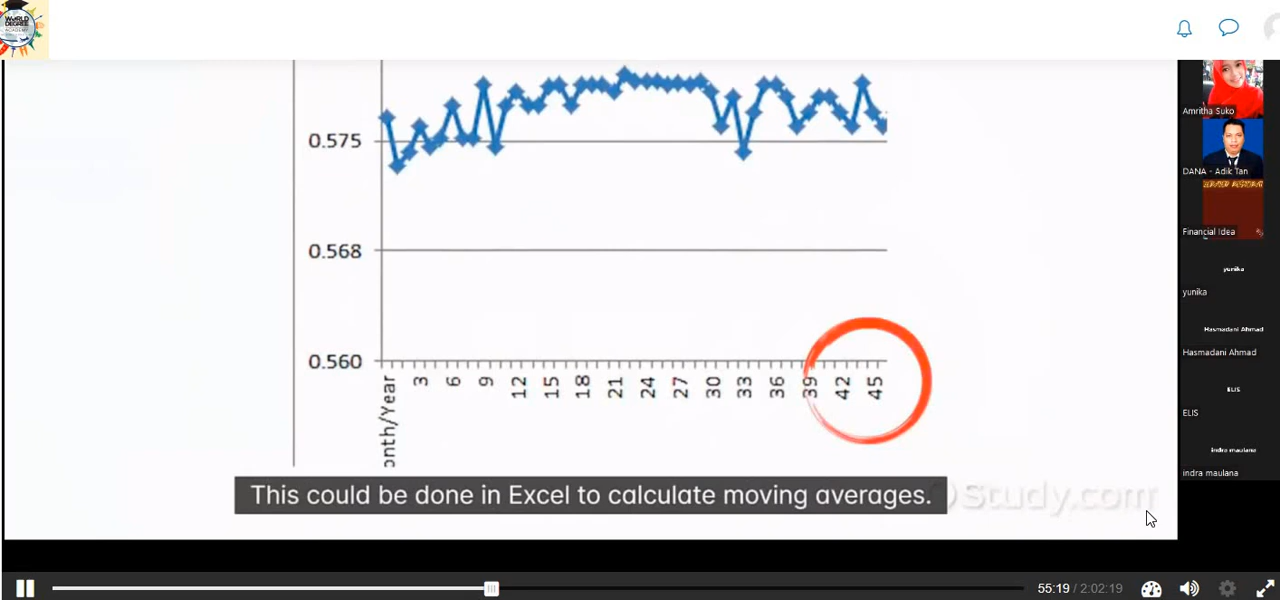 WORLD
DEGREE
ACADEMY
0.575
0.568
0.560
onth/Year
3
6
9
12
15
18
21
24
27
30
33
36
39
42
45
This could be done in Excel to calculate moving averages.
Study.com
Amritha Suko
DANA - Adik Tan
Financial Idea
yunika
yunika
Hasmadani Ahmad
Hasmadani Ahmad
ELIS
ELIS
indra maulana
indra maulana
55:19 / 2:02:19